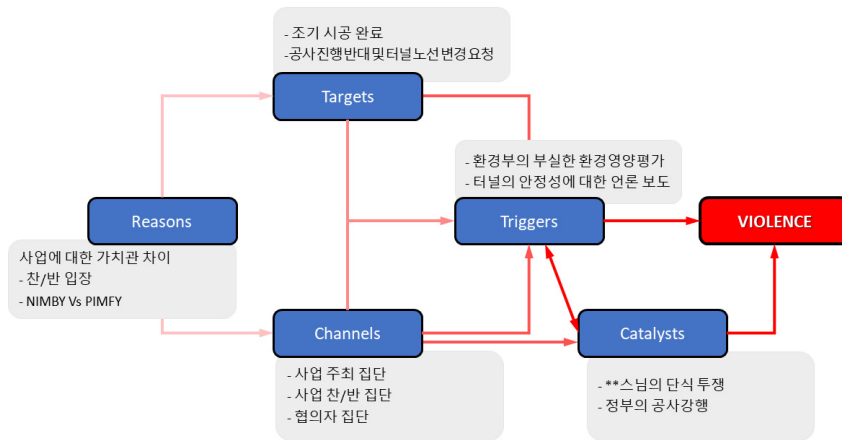 - 조기 시공 완료
-공사진행반대및터널노선변경요청
Targets
- 환경부의 부실한 환경영양평가
- 터널의 안정성에 대한 언론 보도
Reasons
Triggers
VIOLENCE
사업에 대한 가치관 차이
- 찬/반 입장
- NIMBY Vs PIMFY
Channels
Catalysts
- 사업 주최 집단
- 사업 찬/반 집단
- 협의자 집단
- **스님의 단식 투쟁
- 정부의 공사강행